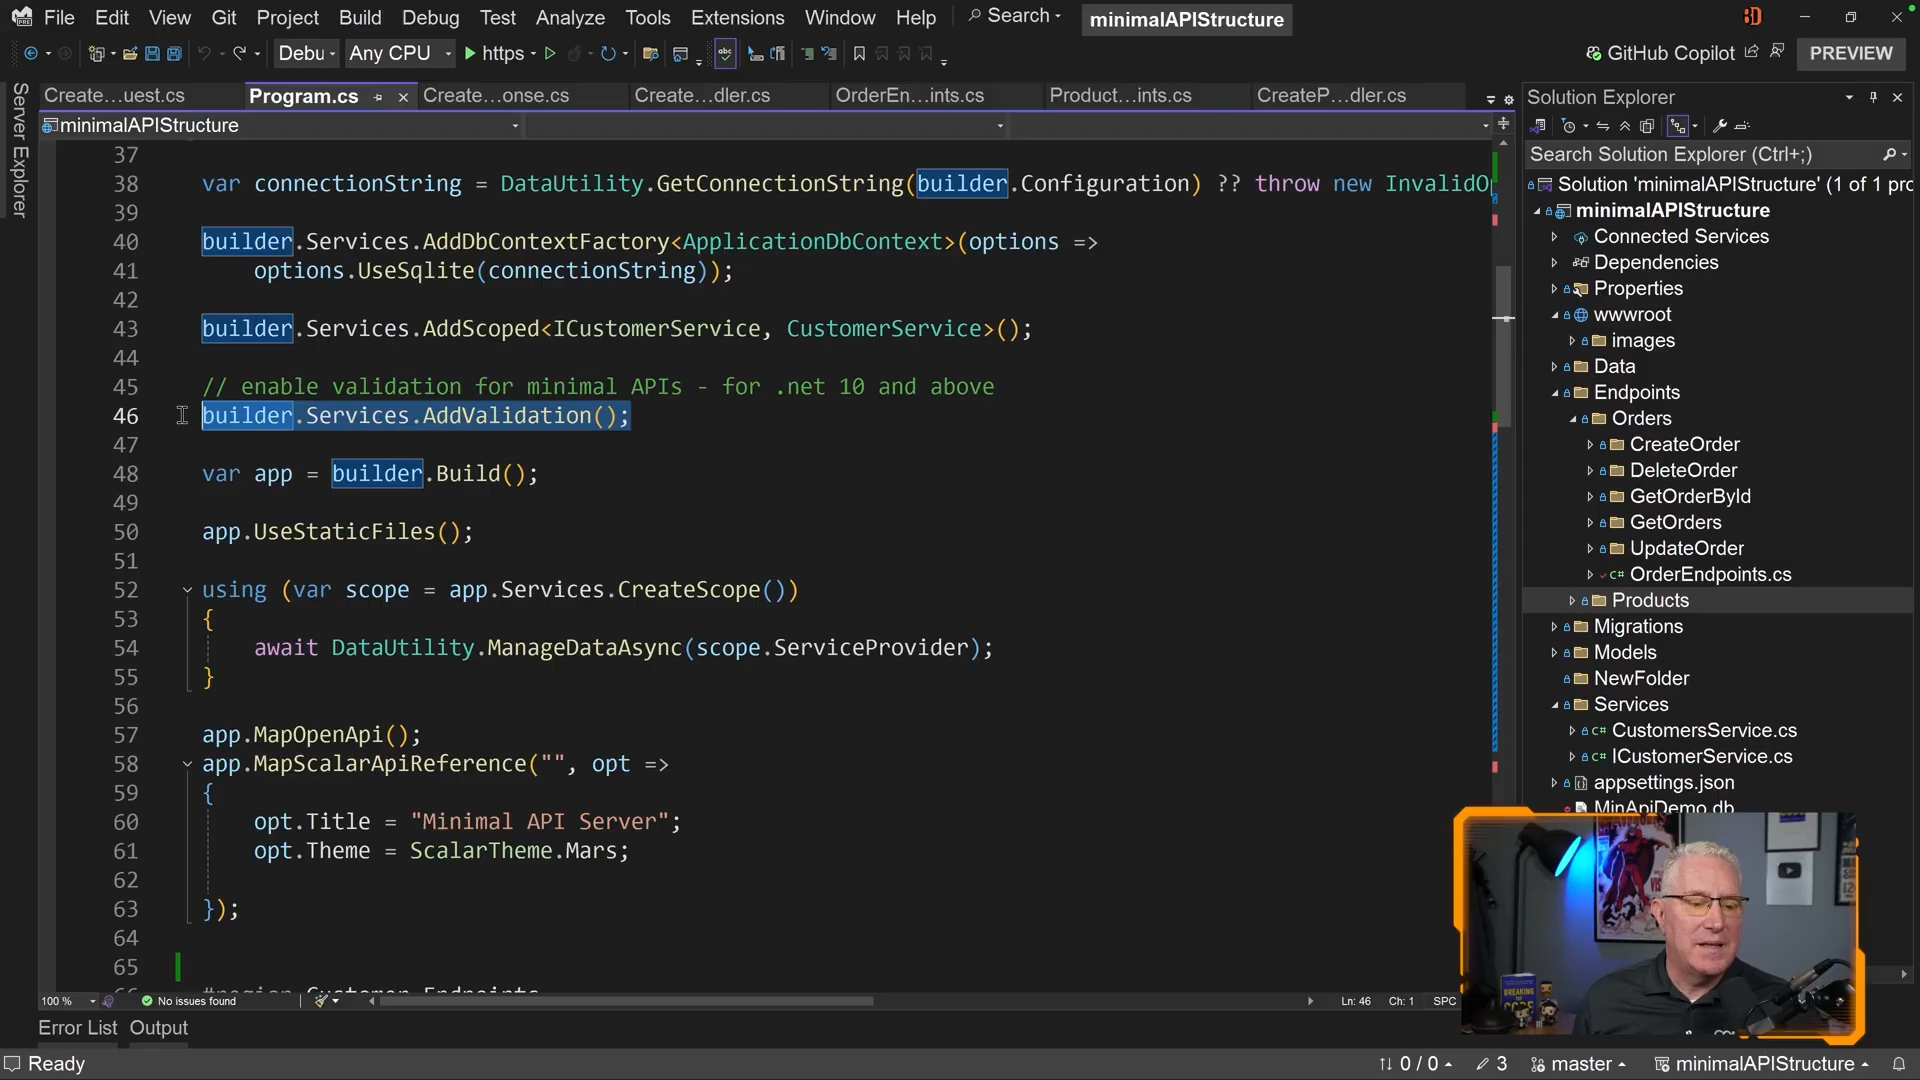 File Edit View Git Project Build Debug Test Analyze Tools Extensions Window Help Search minimalAPIStructure
Debu Any CPU https GitHub Copilot PREVIEW
Server Explorer
Create...uest.cs Program.cs Create...onse.cs Create...dler.cs OrderEn...ints.cs Product...ints.cs CreateP...dler.cs
minimalAPIStructure
37
38 var connectionString = DataUtility.GetConnectionString(builder.Configuration) ?? throw new InvalidO
39
40 builder.Services.AddDbContextFactory<ApplicationDbContext>(options =>
41 options.UseSqlite(connectionString));
42
43 builder.Services.AddScoped<ICustomerService, CustomerService>();
44
45 // enable validation for minimal APIs - for .net 10 and above
46 builder.Services.AddValidation();
47
48 var app = builder.Build();
49
50 app.UseStaticFiles();
51
52 using (var scope = app.Services.CreateScope())
53 {
54 await DataUtility.ManageDataAsync(scope.ServiceProvider);
55 }
56
57 app.MapOpenApi();
58 app.MapScalarApiReference("", opt =>
59 {
60 opt.Title = "Minimal API Server";
61 opt.Theme = ScalarTheme.Mars;
62
63 });
64
65
#region Customer Endpoints
100 % No issues found Ln: 46 Ch: 1 SPC
Error List Output
Solution Explorer
Search Solution Explorer (Ctrl+;)
Solution 'minimalAPIStructure' (1 of 1 pro
minimalAPIStructure
Connected Services
Dependencies
Properties
wwwroot
images
Data
Endpoints
Orders
CreateOrder
DeleteOrder
GetOrderById
GetOrders
UpdateOrder
OrderEndpoints.cs
Products
Migrations
Models
NewFolder
Services
CustomersService.cs
ICustomerService.cs
appsettings.json
MinApiDemo.db
BREAKING
CODE
Ready 0 / 0 3 master minimalAPIStructure